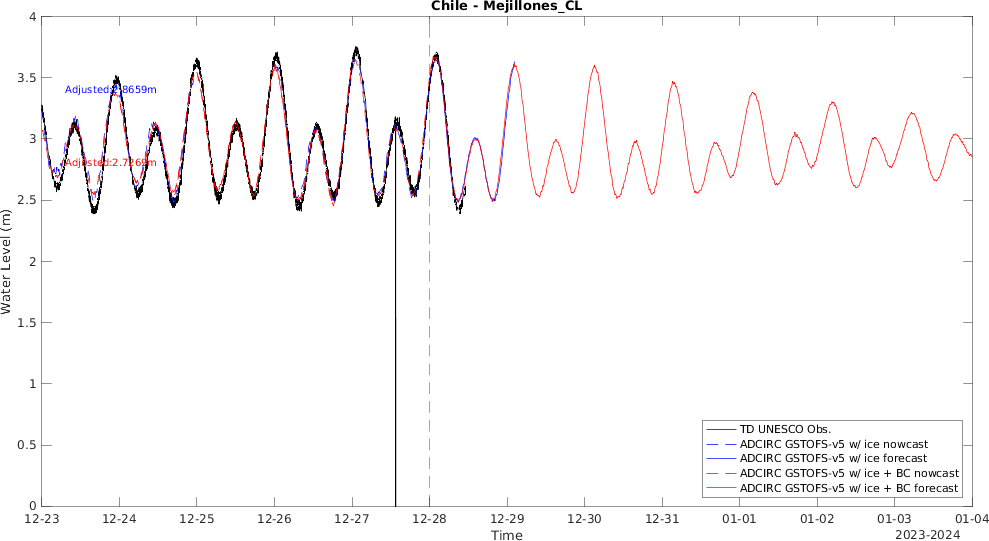 Chile - Mejillones_CL
4
3.5
3
2.5
2
1.5
1
0.5
0
Water Level (m)
Adjusted:2.8659m
Adjusted:2.7269m
TD UNESCO Obs.
ADCIRC GSTOFS-v5 w/ ice nowcast
ADCIRC GSTOFS-v5 w/ ice forecast
ADCIRC GSTOFS-v5 w/ ice + BC nowcast
ADCIRC GSTOFS-v5 w/ ice + BC forecast
12-23 12-24 12-25 12-26 12-27 12-28 12-29 12-30 12-31 01-01 01-02 01-03 01-04
Time
2023-2024